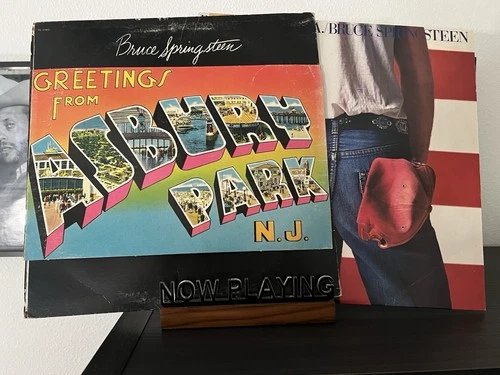 Bruce Springsteen
GREETINGS
FROM
ASBURY
PARK
N.J.
A./BRUCE SPRINGSTEEN
NOW PLAYING